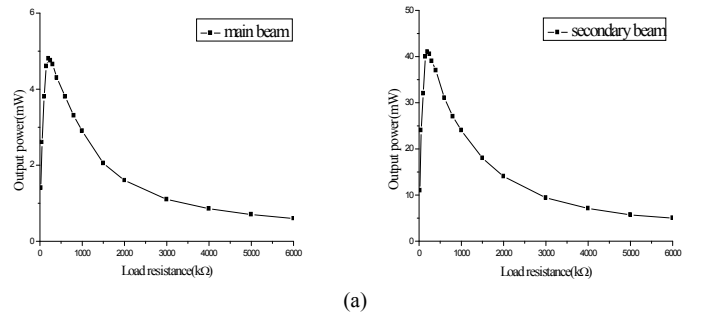 6
4
2
0
Output power(mW)
main beam
0 1000 2000 3000 4000 5000 6000
Load resistance(kΩ)
50
40
30
20
10
0
Output power(mW)
secondary beam
0 1000 2000 3000 4000 5000 6000
Load resistance(kΩ)
(a)